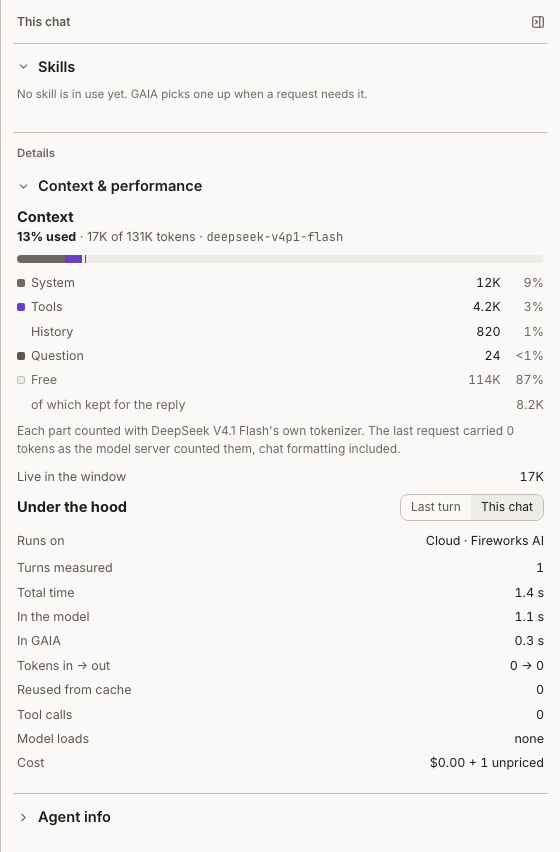 This chat
Skills
No skill is in use yet. GAIA picks one up when a request needs it.
Details
Context & performance
Context
13% used · 17K of 131K tokens · deepseek-v4p1-flash
System 12K 9%
Tools 4.2K 3%
History 820 1%
Question 24 <1%
Free 114K 87%
of which kept for the reply 8.2K
Each part counted with DeepSeek V4.1 Flash's own tokenizer. The last request carried 0
tokens as the model server counted them, chat formatting included.
Live in the window 17K
Under the hood Last turn This chat
Runs on Cloud · Fireworks AI
Turns measured 1
Total time 1.4 s
In the model 1.1 s
In GAIA 0.3 s
Tokens in → out 0 → 0
Reused from cache 0
Tool calls 0
Model loads none
Cost $0.00 + 1 unpriced
Agent info